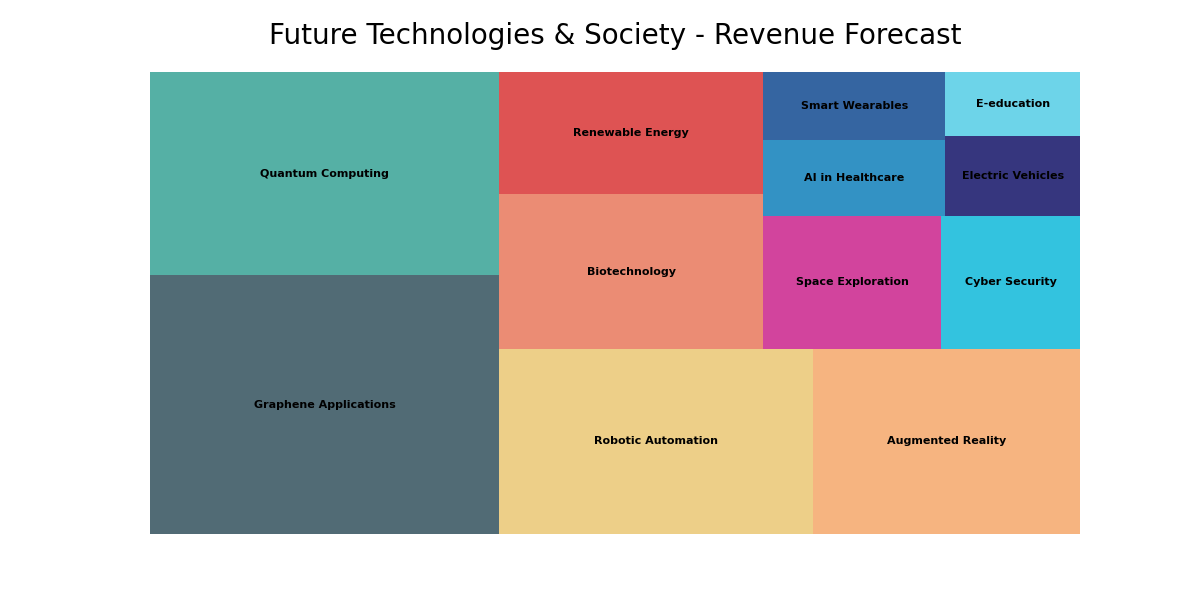 Future Technologies & Society - Revenue Forecast
Quantum Computing
Graphene Applications
Renewable Energy
Biotechnology
Robotic Automation
Augmented Reality
Smart Wearables
AI in Healthcare
E-education
Electric Vehicles
Space Exploration
Cyber Security